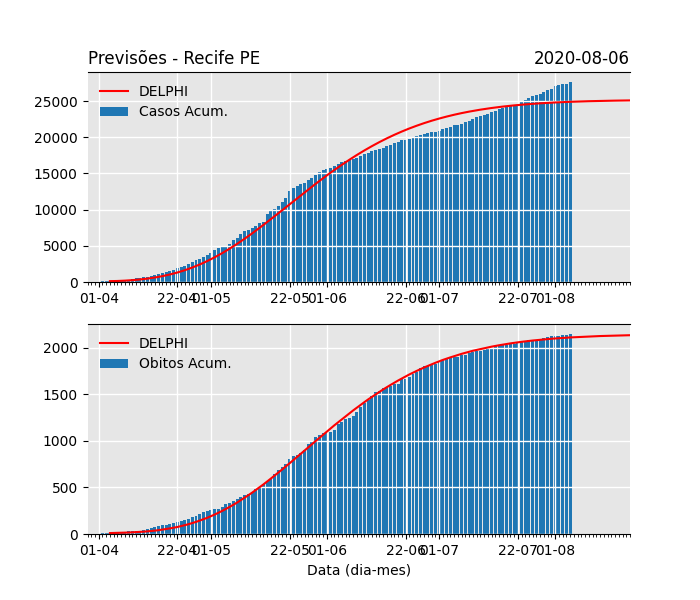 Previsões - Recife PE 2020-08-06
DELPHI
Casos Acum.
25000
20000
15000
10000
5000
0
01-04 22-04 01-05 22-05 01-06 22-06 01-07 22-07 01-08
DELPHI
Obitos Acum.
2000
1500
1000
500
0
01-04 22-04 01-05 22-05 01-06 22-06 01-07 22-07 01-08
Data (dia-mes)